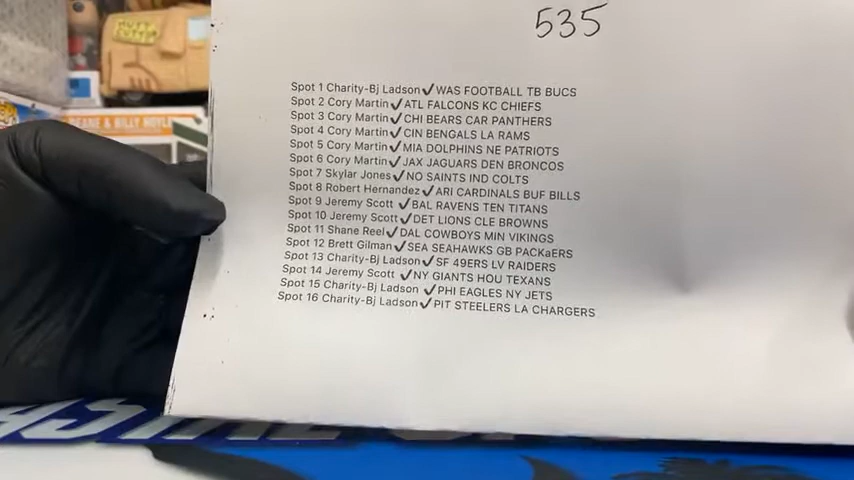 535
Spot 1 Charity-Bj Ladson✓WAS FOOTBALL TB BUCS
Spot 2 Cory Martin✓ATL FALCONS KC CHIEFS
Spot 3 Cory Martin✓CHI BEARS CAR PANTHERS
Spot 4 Cory Martin✓CIN BENGALS LA RAMS
Spot 5 Cory Martin✓MIA DOLPHINS NE PATRIOTS
Spot 6 Cory Martin✓JAX JAGUARS DEN BRONCOS
Spot 7 Skylar Jones✓NO SAINTS IND COLTS
Spot 8 Robert Hernandez✓ARI CARDINALS BUF BILLS
Spot 9 Jeremy Scott ✓BAL RAVENS TEN TITANS
Spot 10 Jeremy Scott✓DET LIONS CLE BROWNS
Spot 11 Shane Reel✓DAL COWBOYS MIN VIKINGS
Spot 12 Brett Gilman✓SEA SEAHAWKS GB PACKaERS
Spot 13 Charity-Bj Ladson✓SF 49ERS LV RAIDERS
Spot 14 Jeremy Scott ✓NY GIANTS HOU TEXANS
Spot 15 Charity-Bj Ladson ✓PHI EAGLES NY JETS
Spot 16 Charity-Bj Ladson✓PIT STEELERS LA CHARGERS